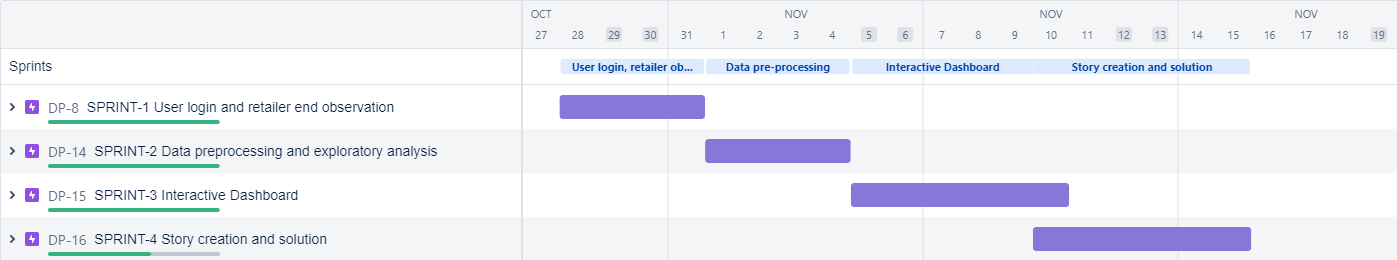 OCT NOV NOV NOV
27 28 29 30 31 1 2 3 4 5 6 7 8 9 10 11 12 13 14 15 16 17 18 19
Sprints User login, retailer ob... Data pre-processing Interactive Dashboard Story creation and solution
DP-8 SPRINT-1 User login and retailer end observation
DP-14 SPRINT-2 Data preprocessing and exploratory analysis
DP-15 SPRINT-3 Interactive Dashboard
DP-16 SPRINT-4 Story creation and solution